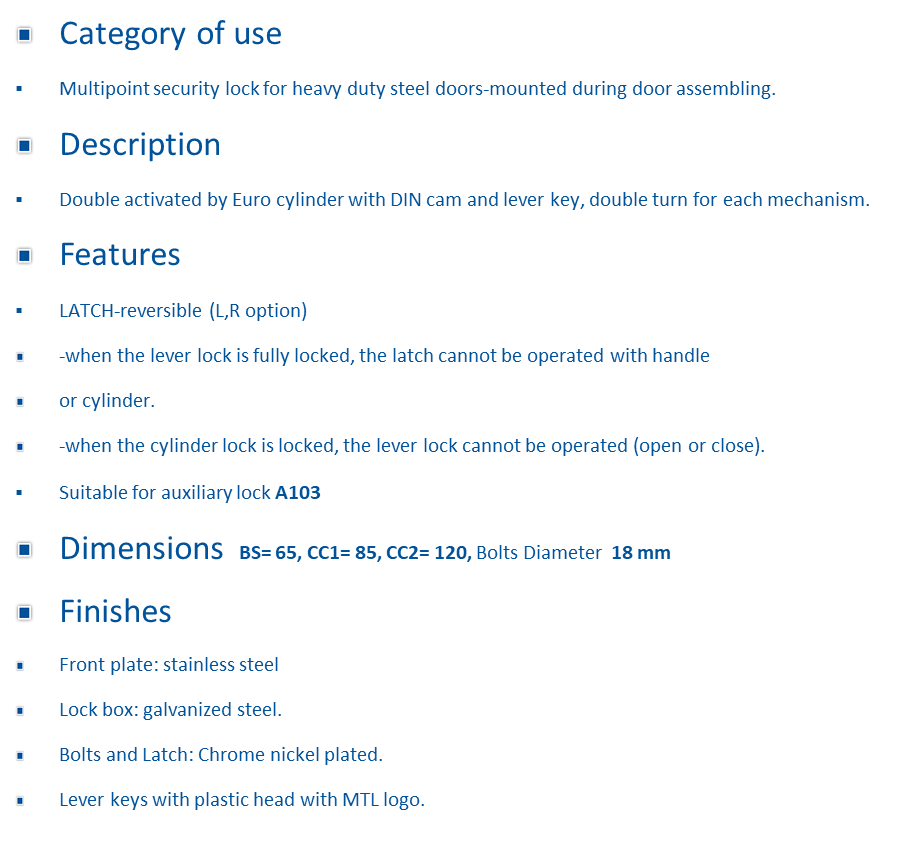 Category of use
Multipoint security lock for heavy duty steel doors-mounted during door assembling.
Description
Double activated by Euro cylinder with DIN cam and lever key, double turn for each mechanism.
Features
LATCH-reversible (L,R option)
-when the lever lock is fully locked, the latch cannot be operated with handle
or cylinder.
-when the cylinder lock is locked, the lever lock cannot be operated (open or close).
Suitable for auxiliary lock A103
Dimensions BS= 65, CC1= 85, CC2= 120, Bolts Diameter 18 mm
Finishes
Front plate: stainless steel
Lock box: galvanized steel.
Bolts and Latch: Chrome nickel plated.
Lever keys with plastic head with MTL logo.